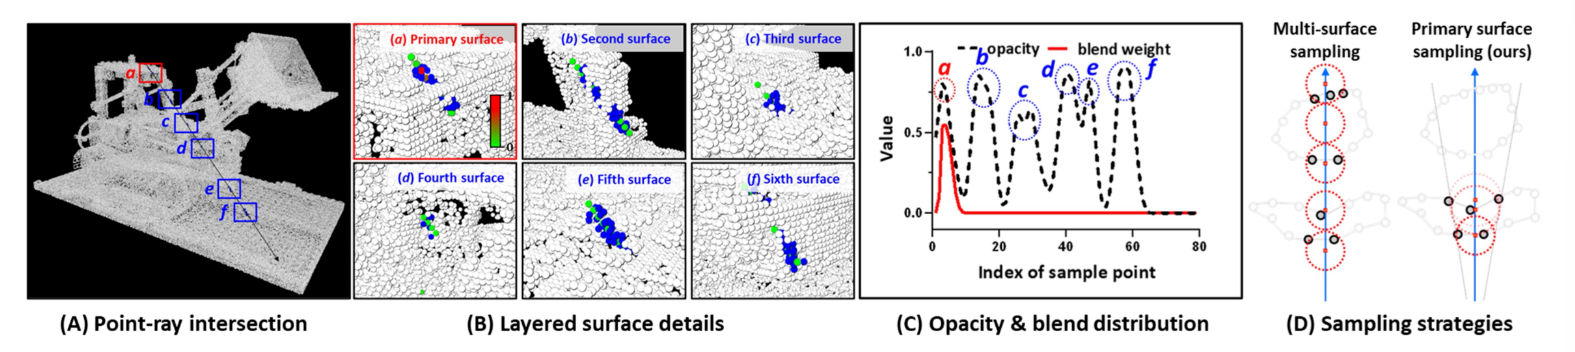 a
b
c
d
e
f
(A) Point-ray intersection
(a) Primary surface
1
0
(b) Second surface
(c) Third surface
(d) Fourth surface
(e) Fifth surface
(f) Sixth surface
(B) Layered surface details
opacity
blend weight
a
b
c
d
e
f
Value
1.0
0.5
0.0
0
20
40
60
80
Index of sample point
(C) Opacity & blend distribution
Multi-surface
sampling
Primary surface
sampling (ours)
(D) Sampling strategies